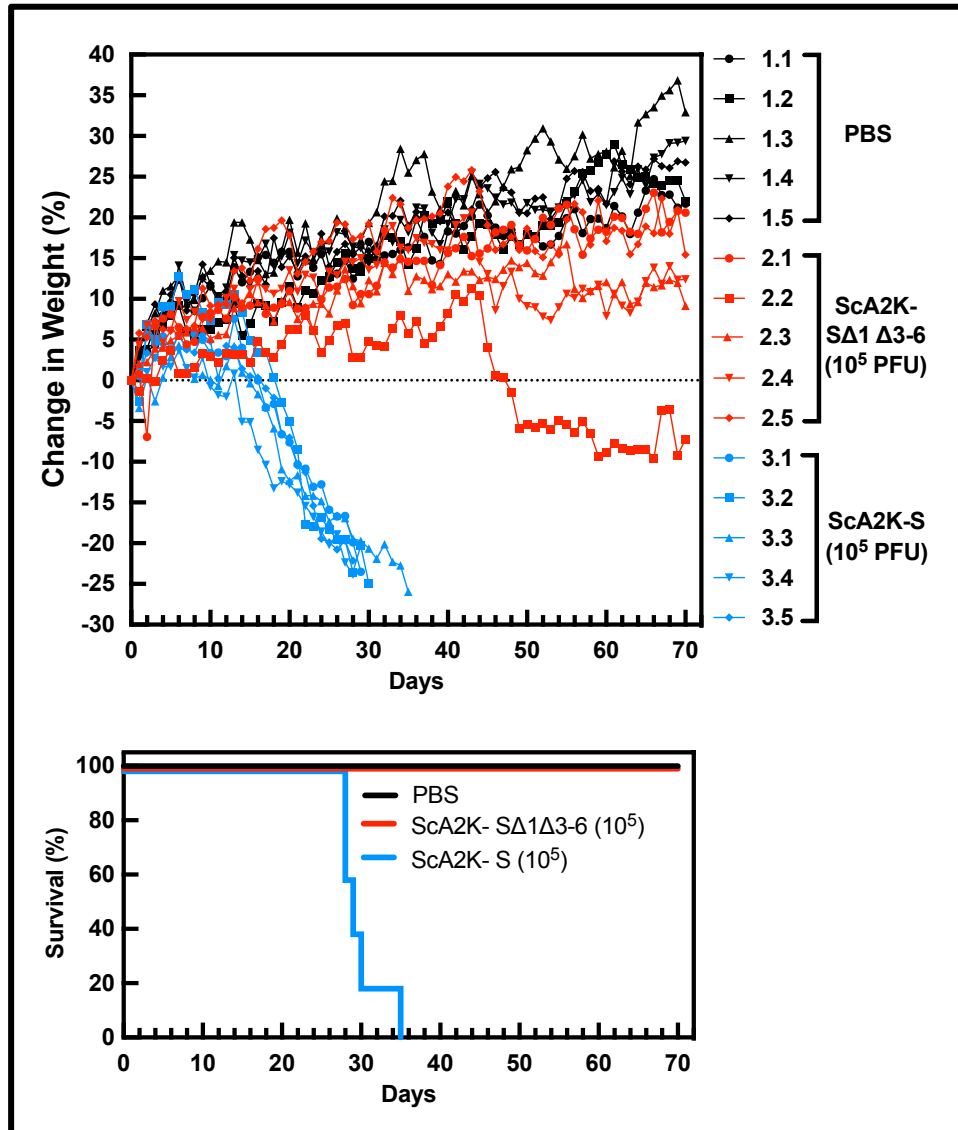 40
35
30
25
20
15
10
5
0
-5
-10
-15
-20
-25
-30
Change in Weight (%)
0 10 20 30 40 50 60 70
Days
1.1
1.2
1.3
1.4
1.5
PBS
2.1
2.2
2.3
2.4
2.5
ScA2K-
SΔ1 Δ3-6
(10⁵ PFU)
3.1
3.2
3.3
3.4
3.5
ScA2K-S
(10⁵ PFU)
100
80
60
40
20
0
Survival (%)
PBS
ScA2K- SΔ1Δ3-6 (10⁵)
ScA2K- S (10⁵)
0 10 20 30 40 50 60 70
Days